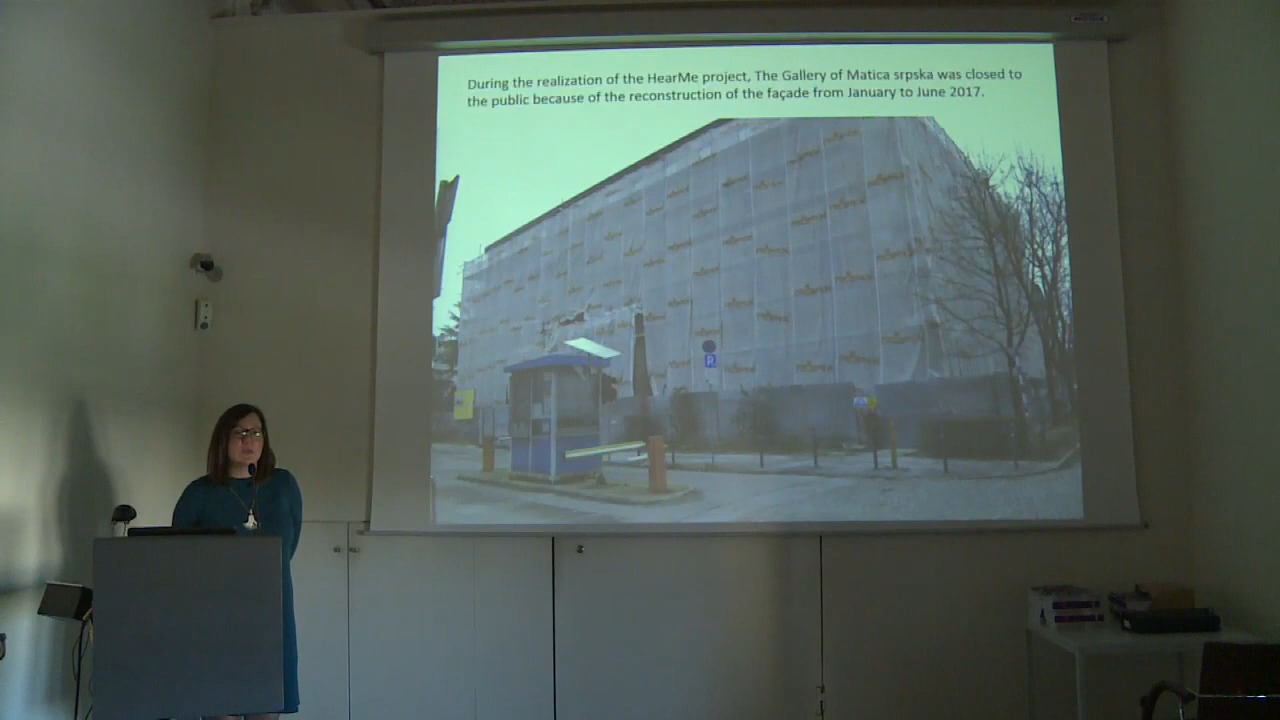 During the realization of the HearMe project, The Gallery of Matica srpska was closed to
the public because of the reconstruction of the façade from January to June 2017.
P